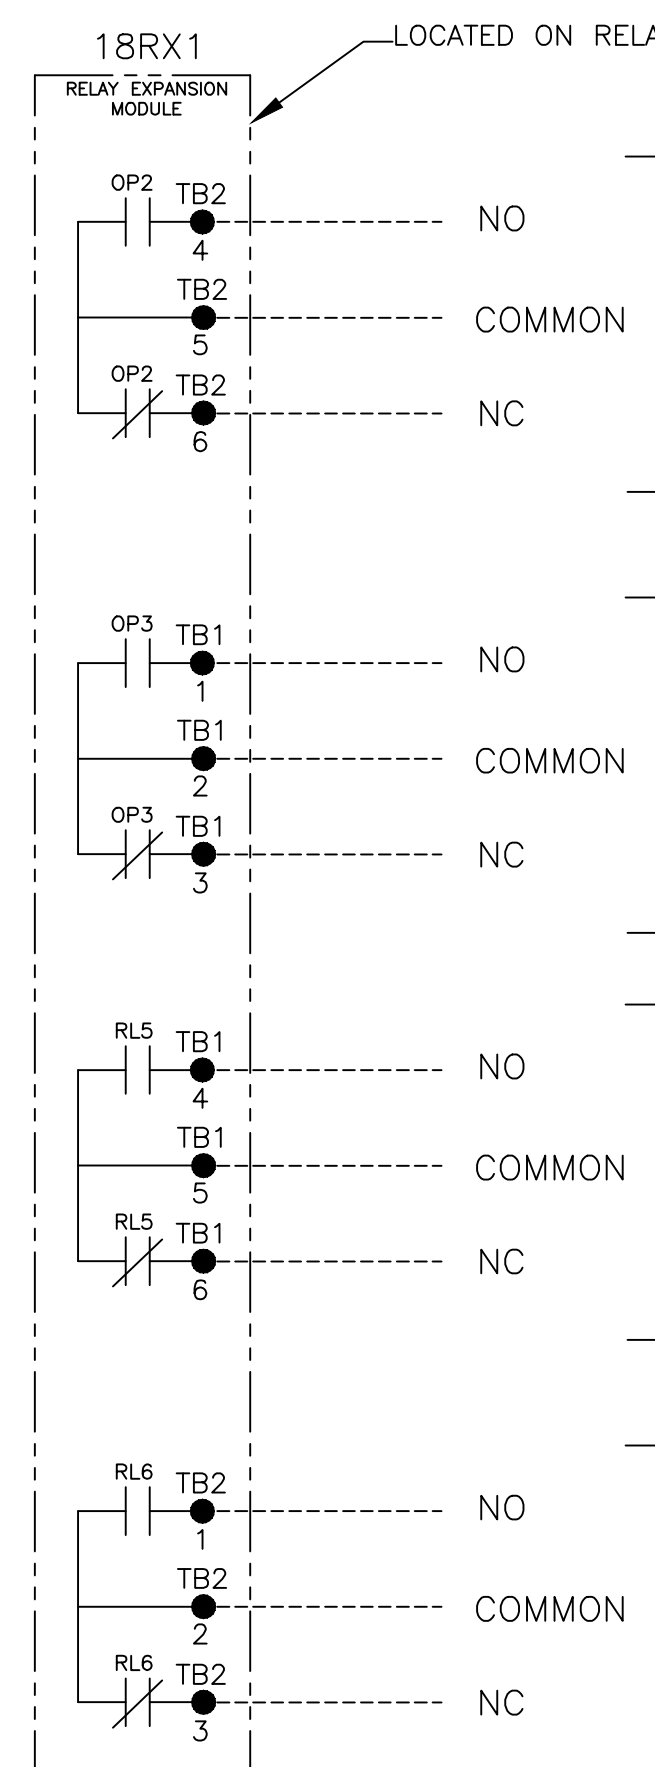 18RX1
LOCATED ON
RELAY EXPANSION
MODULE
OP2 TB2
4
NO
TB2
5
COMMON
OP2 TB2
6
NC
OP3 TB1
1
NO
TB1
2
COMMON
OP3 TB1
3
NC
RL5 TB1
4
NO
TB1
5
COMMON
RL5 TB1
6
NC
RL6 TB2
1
NO
TB2
2
COMMON
RL6 TB2
3
NC